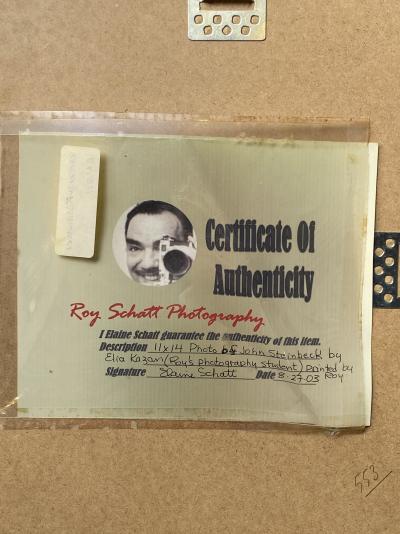 Certificate Of
Authenticity
Roy Schatt Photography
I Elaine Schatt guarantee the authenticity of this item.
Description 11x14 Photo of John Steinbeck by
Elia Kazan (Roy's photography student) Printed by
Roy
Signature Elaine Schatt Date 8-27-03
553